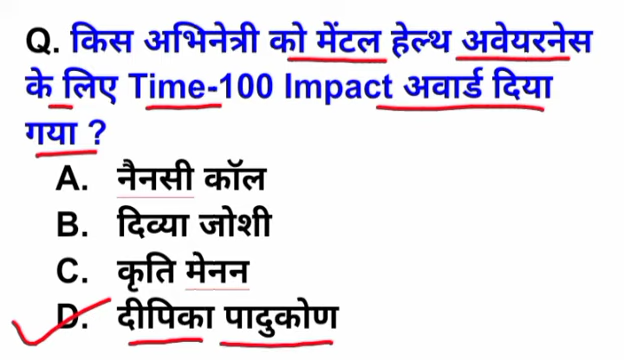 Q. किस अभिनेत्री को मेंटल हेल्थ अवेयरनेस
के लिए Time-100 Impact अवार्ड दिया
गया ?
A. नैनसी कॉल
B. दिव्या जोशी
C. कृति मेनन
D. दीपिका पादुकोण